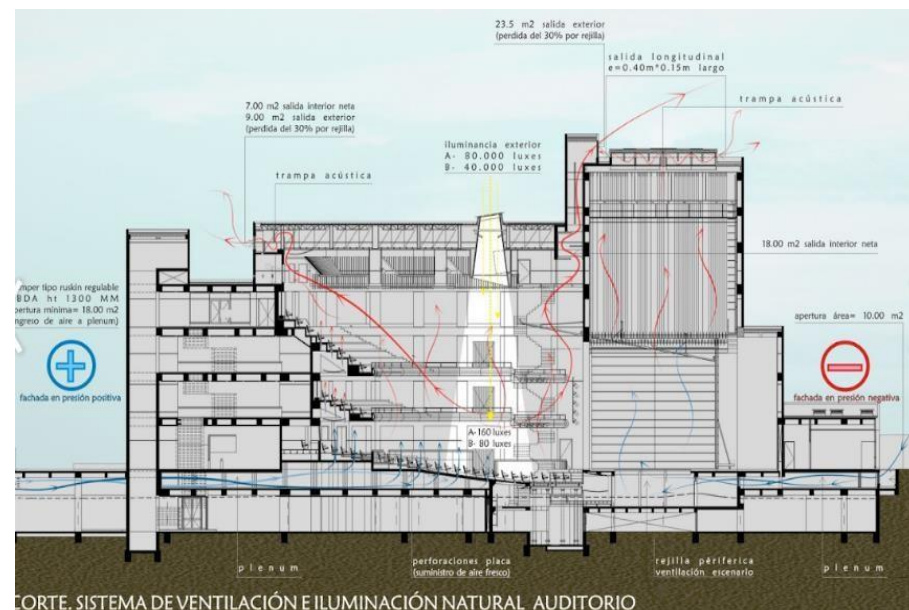 23.5 m2 salida exterior
(perdida del 30% por rejilla)
salida longitudinal
e=0.40m*0.15m largo
trampa acústica
7.00 m2 salida interior neta
9.00 m2 salida exterior
(perdida del 30% por rejilla)
iluminancia exterior
A- 80.000 luxes
B- 40.000 luxes
trampa acústica
18.00 m2 salida interior neta
mper tipo ruskin regulable
BDA ht 1300 MM
pertura mínima= 18.00 m2
ngreso de aire a plenum)
apertura área= 10.00 m2
fachada en presión positiva
fachada en presión negativa
A-160 luxes
B- 80 luxes
plenum
perforaciones placa
(suministro de aire fresco)
rejilla périferica
ventilación escenario
plenum
CORTE. SISTEMA DE VENTILACIÓN E ILUMINACIÓN NATURAL AUDITORIO